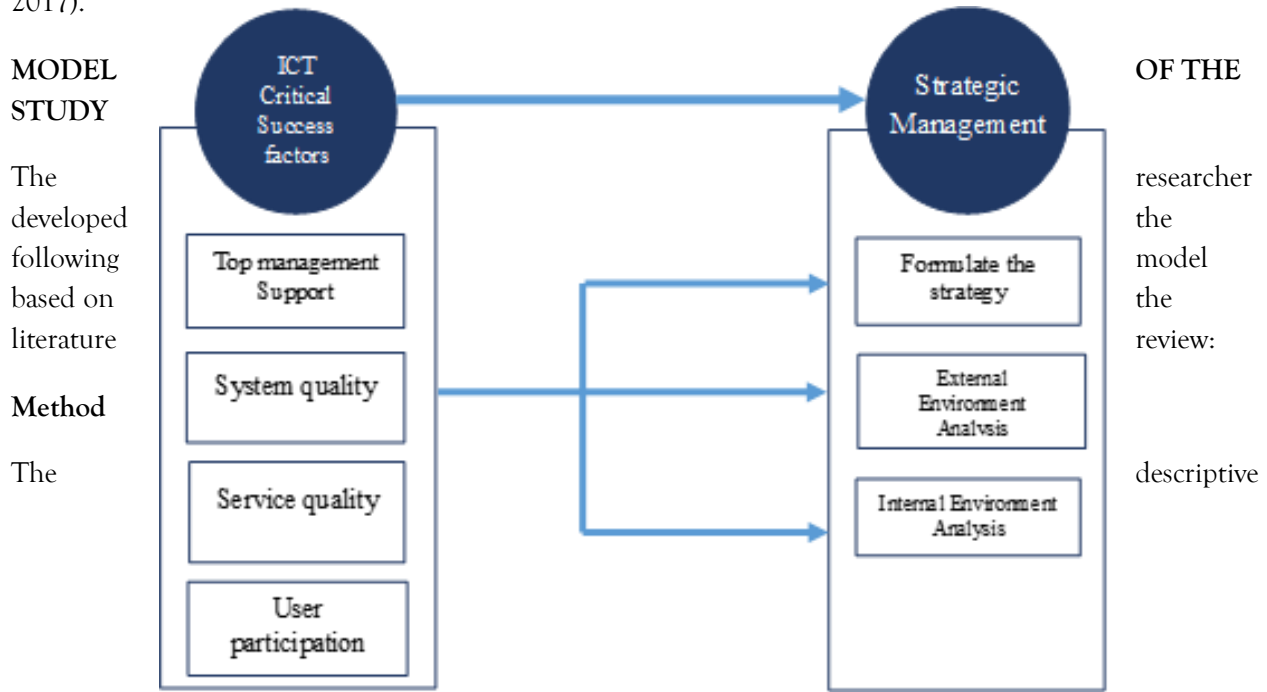 2017).
MODEL OF THE
STUDY
The researcher
developed the
following model
based on the
literature review:
Method
The descriptive
ICT
Critical
Success
factors
Top management
Support
System quality
Service quality
User
participation
Strategic
Management
Formulate the
strategy
External
Environment
Analysis
Internal Environment
Analysis